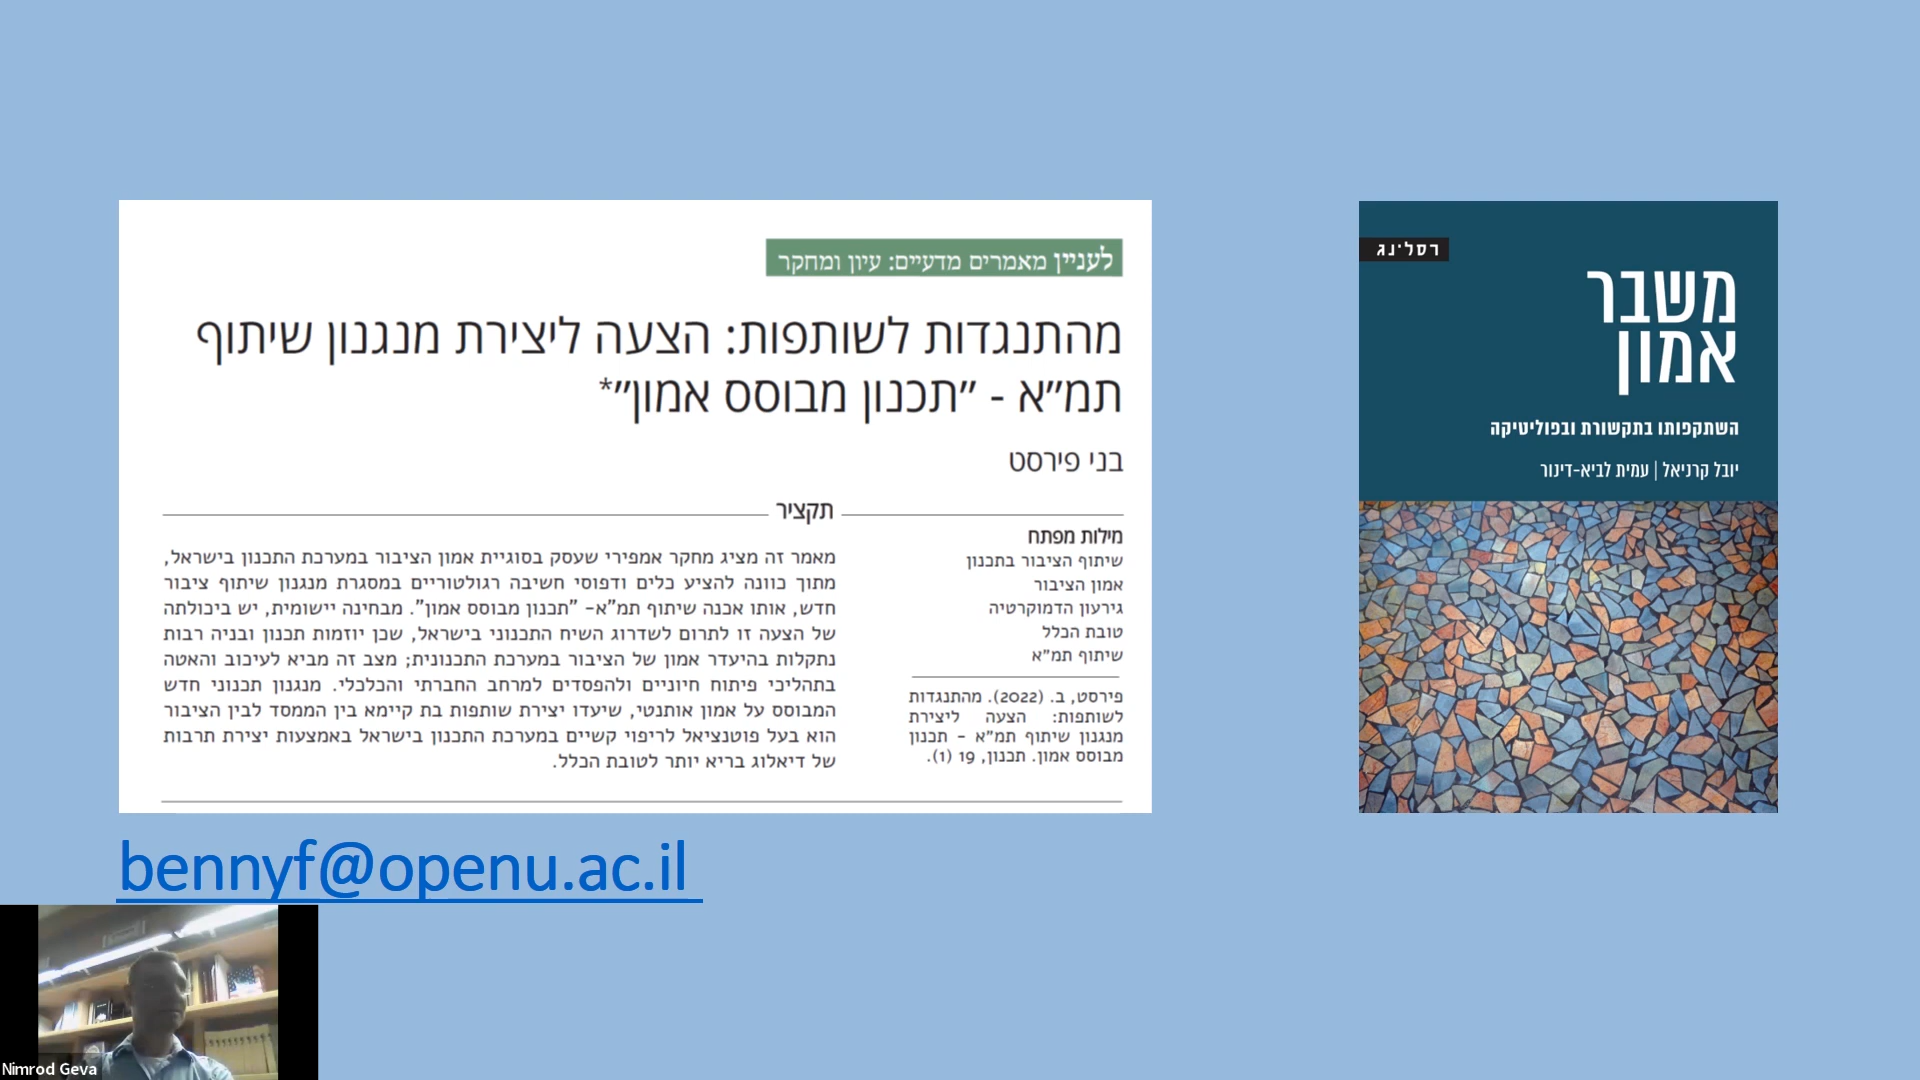 לעניין מאמרים מדעיים: עיון ומחקר
מהתנגדות לשותפות: הצעה ליצירת מנגנון שיתוף
תמ״א - ״תכנון מבוסס אמון״*
בני פירסט
תקציר
מאמר זה מציג מחקר אמפירי שעסק בסוגיית אמון הציבור במערכת התכנון בישראל,
מתוך כוונה להציע כלים ודפוסי חשיבה רגולטוריים במסגרת מנגנון שיתוף ציבור
חדש, אותו אכנה שיתוף תמ״א- ״תכנון מבוסס אמון״. מבחינה יישומית, יש ביכולתה
של הצעה זו לתרום לשדרוג השיח התכנוני בישראל, שכן יוזמות תכנון ובניה רבות
נתקלות בהיעדר אמון של הציבור במערכת התכנונית; מצב זה מביא לעיכוב והאטה
בתהליכי פיתוח חיוניים ולהפסדים למרחב החברתי והכלכלי. מנגנון תכנוני חדש
המבוסס על אמון אותנטי, שיעדו יצירת שותפות בת קיימא בין הממסד לבין הציבור
הוא בעל פוטנציאל לריפוי קשיים במערכת התכנון בישראל באמצעות יצירת תרבות
של דיאלוג בריא יותר לטובת הכלל.
מילות מפתח
שיתוף הציבור בתכנון
אמון הציבור
גירעון הדמוקרטיה
טובת הכלל
שיתוף תמ״א
פירסט, ב. (2022). מהתנגדות
לשותפות: הצעה ליצירת
מנגנון שיתוף תמ״א - תכנון
מבוסס אמון. תכנון, 19 (1).
רסלינג
משבר
אמון
השתקפותו בתקשורת ובפוליטיקה
יובל קרניאל | עמית לביא-דינור
bennyf@openu.ac.il
Nimrod Geva